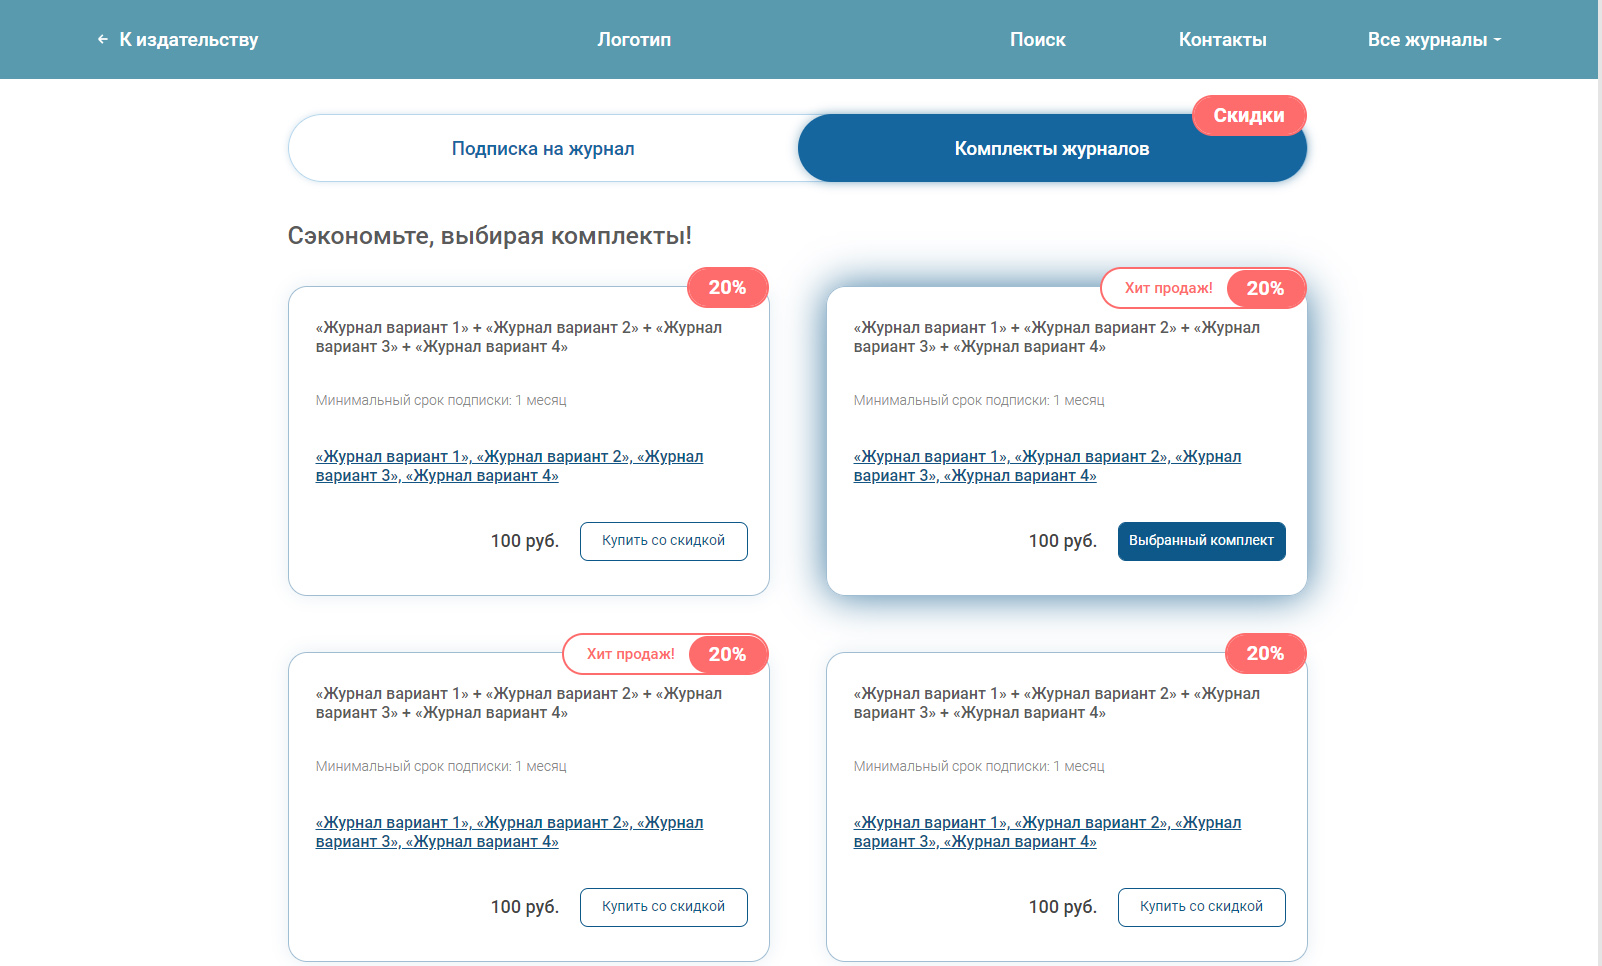 ← К издательству
Логотип
Поиск
Контакты
Все журналы
Скидки
Подписка на журнал
Комплекты журналов
Сэкономьте, выбирая комплекты!
20%
«Журнал вариант 1» + «Журнал вариант 2» + «Журнал
вариант 3» + «Журнал вариант 4»
Минимальный срок подписки: 1 месяц
«Журнал вариант 1», «Журнал вариант 2», «Журнал
вариант 3», «Журнал вариант 4»
100 руб.
Купить со скидкой
Хит продаж!
20%
«Журнал вариант 1» + «Журнал вариант 2» + «Журнал
вариант 3» + «Журнал вариант 4»
Минимальный срок подписки: 1 месяц
«Журнал вариант 1», «Журнал вариант 2», «Журнал
вариант 3», «Журнал вариант 4»
100 руб.
Выбранный комплект
Хит продаж!
20%
«Журнал вариант 1» + «Журнал вариант 2» + «Журнал
вариант 3» + «Журнал вариант 4»
Минимальный срок подписки: 1 месяц
«Журнал вариант 1», «Журнал вариант 2», «Журнал
вариант 3», «Журнал вариант 4»
100 руб.
Купить со скидкой
20%
«Журнал вариант 1» + «Журнал вариант 2» + «Журнал
вариант 3» + «Журнал вариант 4»
Минимальный срок подписки: 1 месяц
«Журнал вариант 1», «Журнал вариант 2», «Журнал
вариант 3», «Журнал вариант 4»
100 руб.
Купить со скидкой